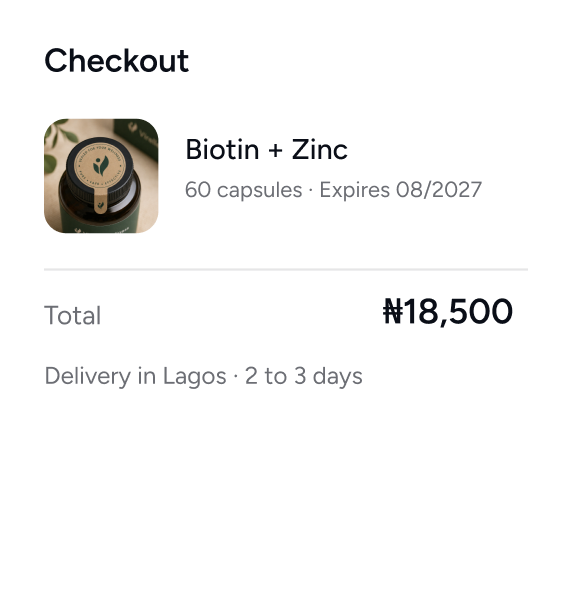 Checkout
Biotin + Zinc
60 capsules · Expires 08/2027
Total
₦18,500
Delivery in Lagos · 2 to 3 days